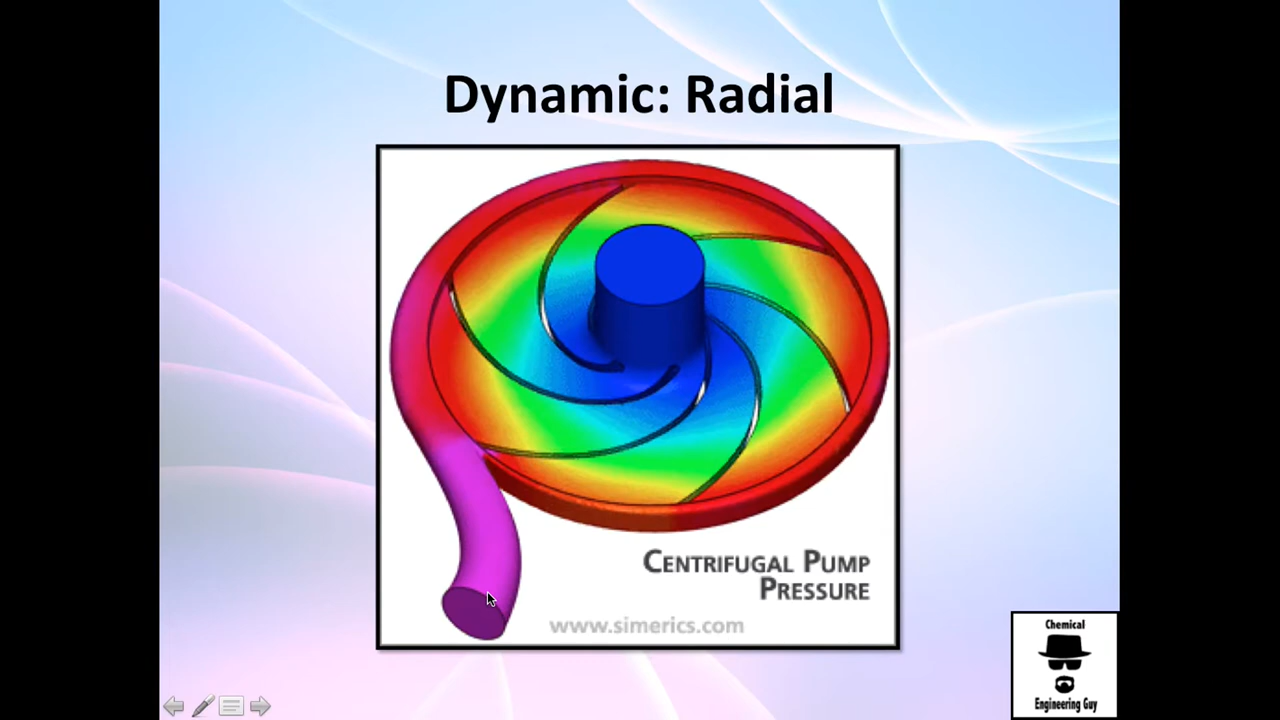 Dynamic: Radial
CENTRIFUGAL PUMP
PRESSURE
www.simerics.com
Chemical
Engineering Guy